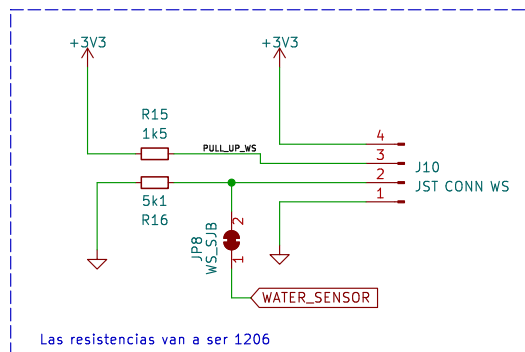 +3V3
+3V3
R15
1k5
PULL_UP_WS
4
3
2
1
J10
JST CONN WS
5k1
R16
JP8
WS_SJB
2
1
WATER_SENSOR
Las resistencias van a ser 1206